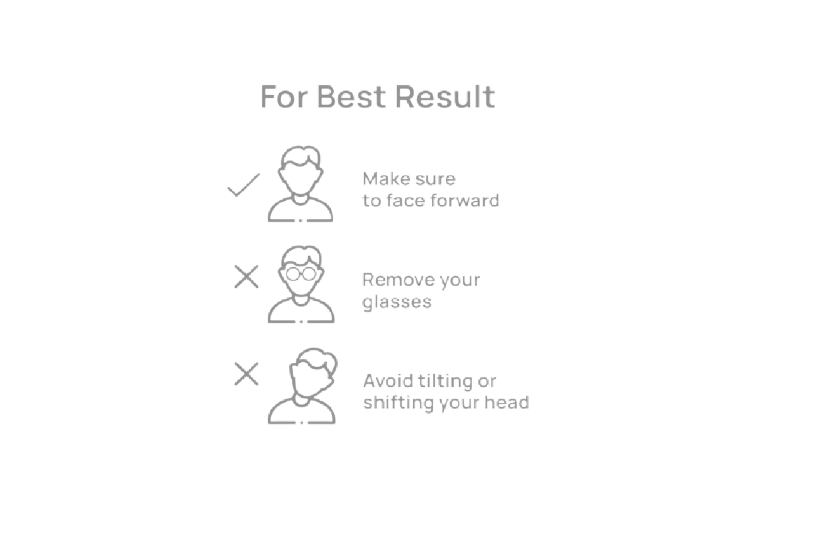 For Best Result
Make sure
to face forward
Remove your
glasses
Avoid tilting or
shifting your head